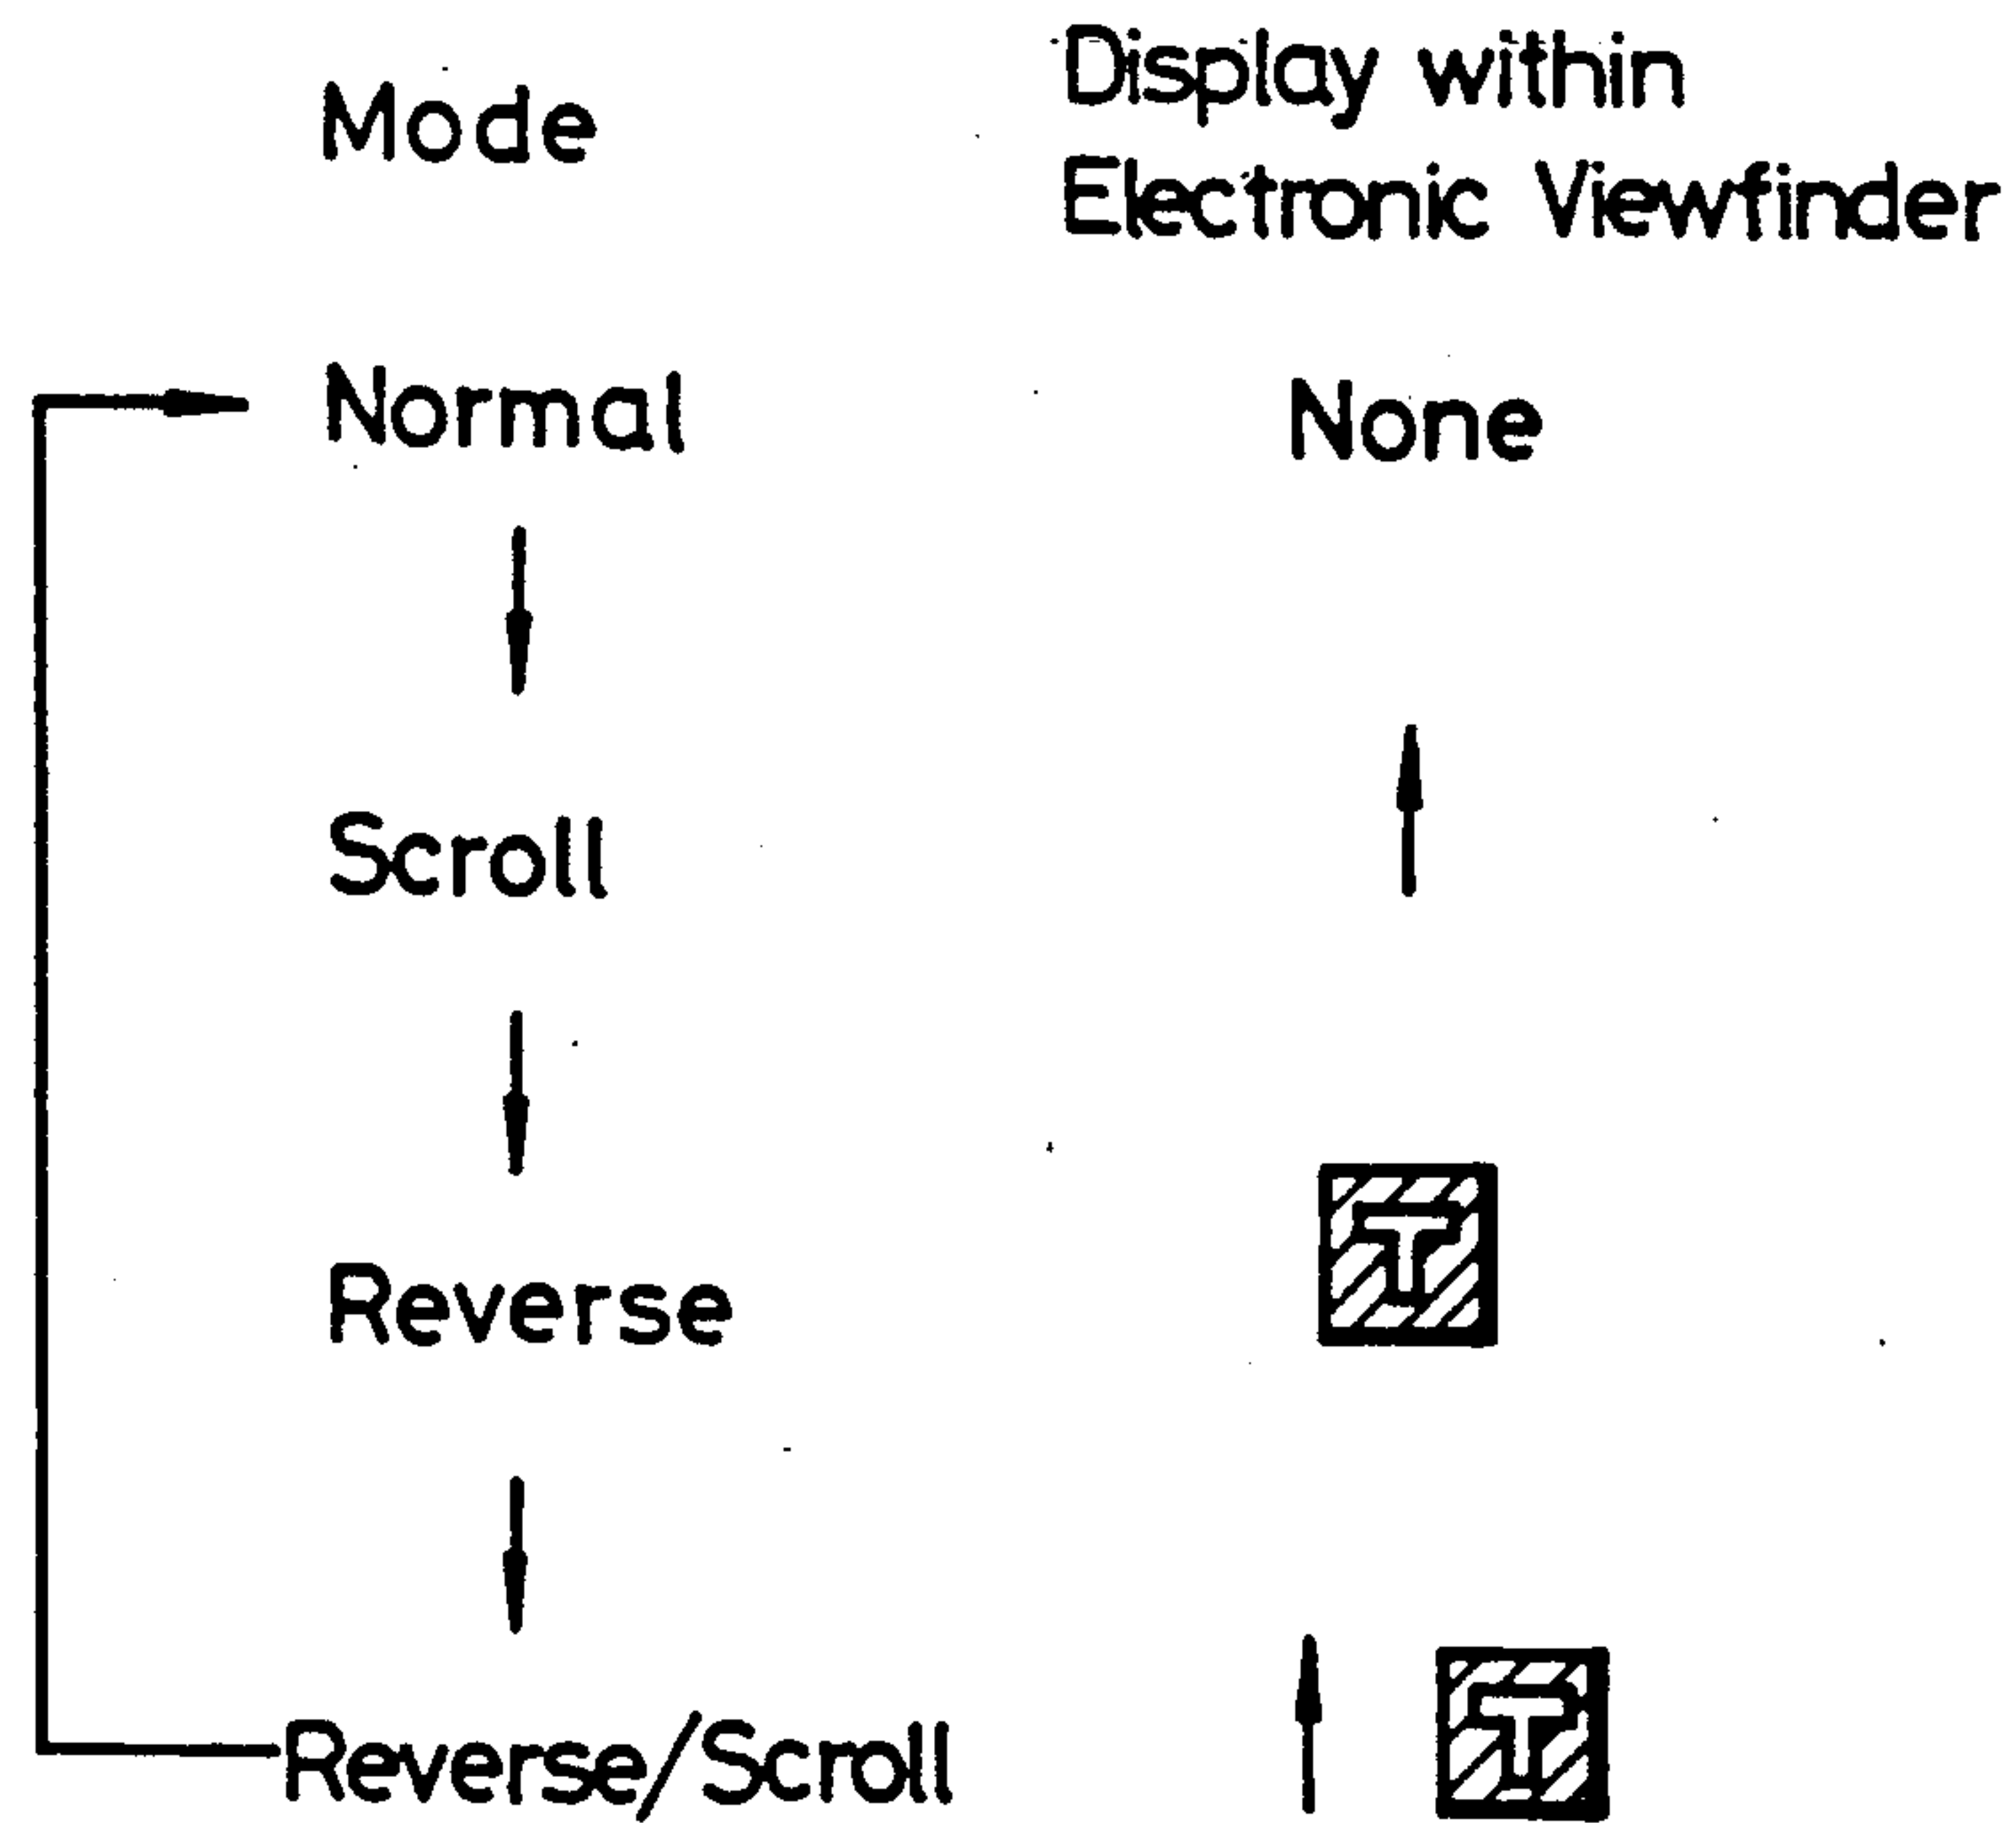 Mode
Display within
Electronic Viewfinder
Normal
None
Scroll
Reverse
T
Reverse/Scroll
T